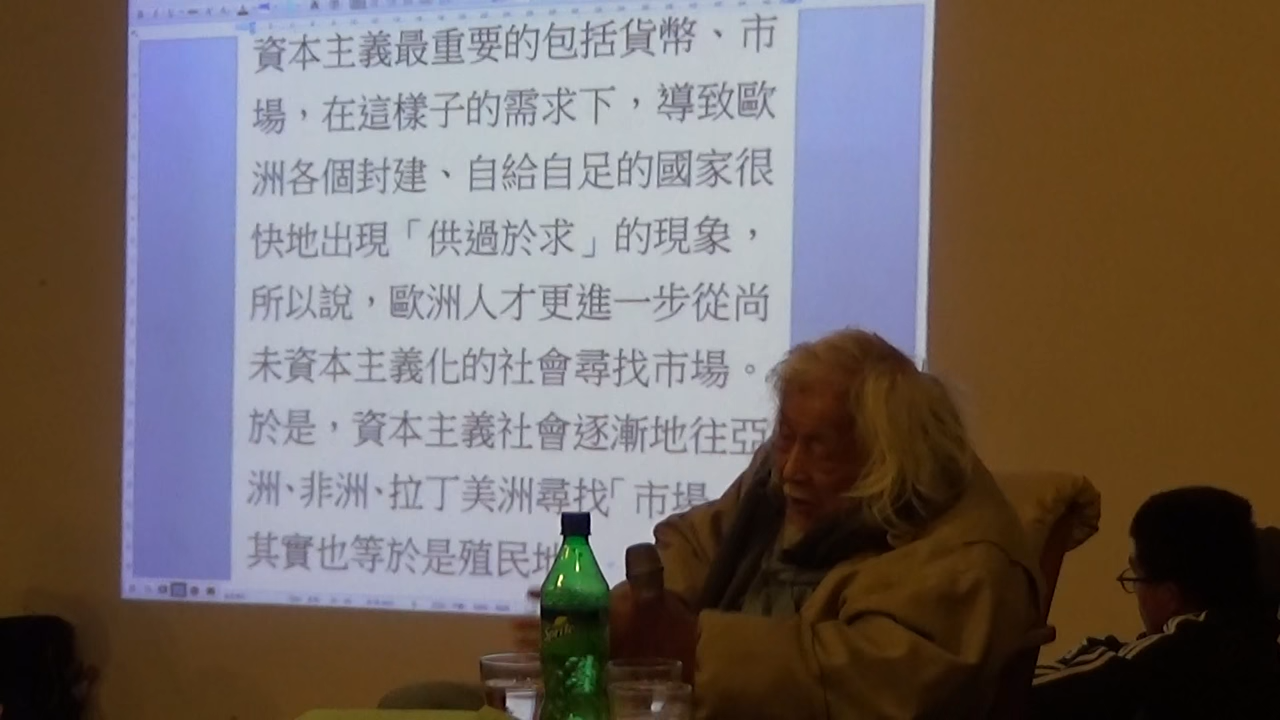 資本主義最重要的包括貨幣、市
場，在這樣子的需求下，導致歐
洲各個封建、自給自足的國家很
快地出現「供過於求」的現象，
所以說，歐洲人才更進一步從尚
未資本主義化的社會尋找市場。
於是，資本主義社會逐漸地往亞
洲、非洲、拉丁美洲尋找「市場
其實也等於是殖民地
Sprite